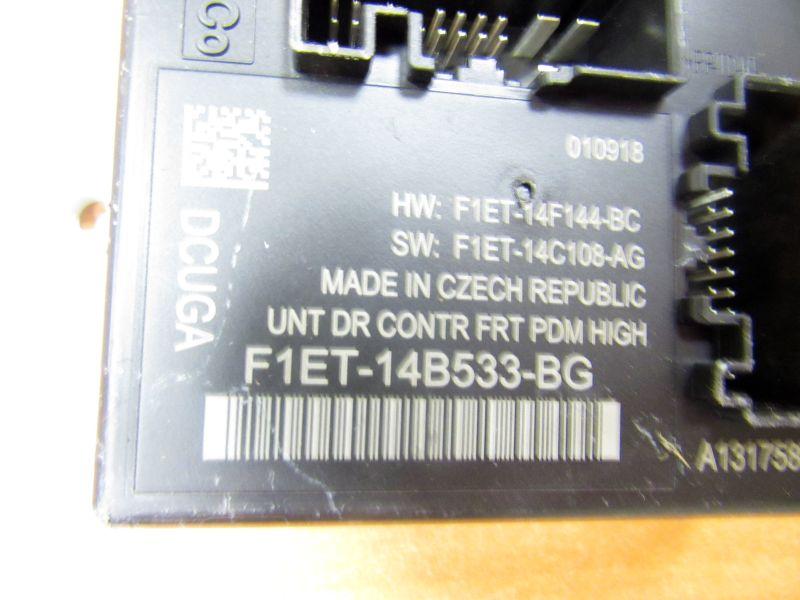 Go
010918
HW: F1ET-14F144-BC
SW: F1ET-14C108-AG
MADE IN CZECH REPUBLIC
UNT DR CONTR FRT PDM HIGH
F1ET-14B533-BG
DCUGA
A131758